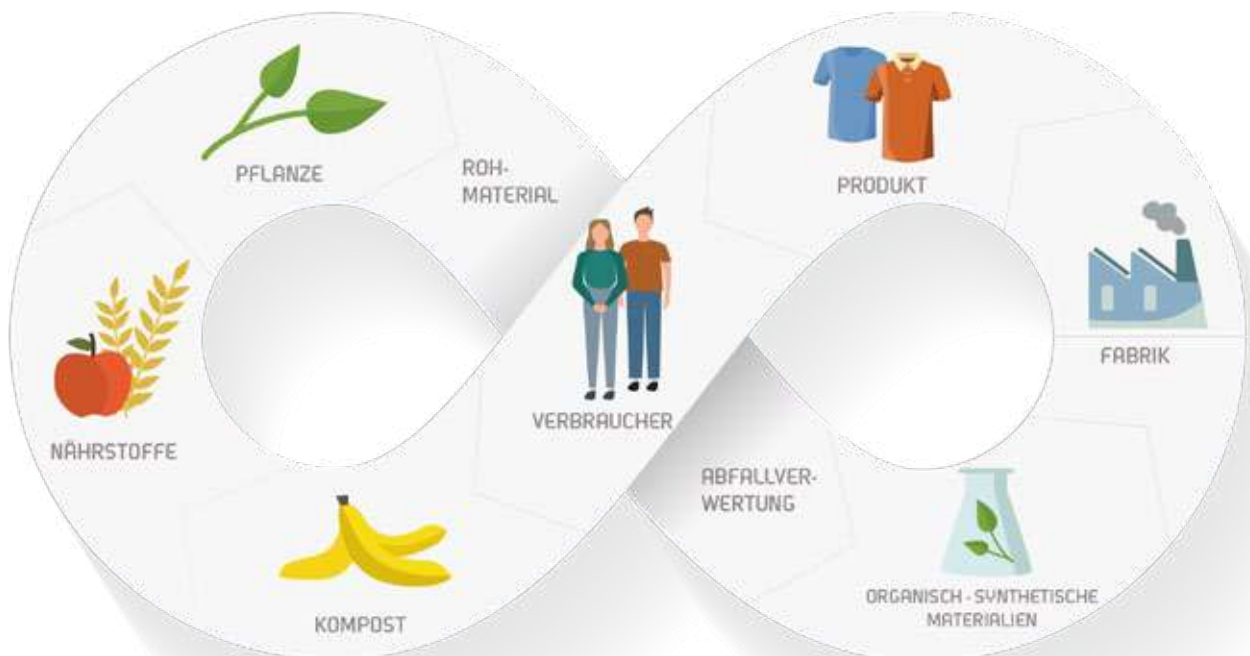 PFLANZE
ROH-
MATERIAL
PRODUKT
FABRIK
NÄHRSTOFFE
VERBRAUCHER
ABFALLVER-
WERTUNG
KOMPOST
ORGANISCH - SYNTHETISCHE
MATERIALIEN